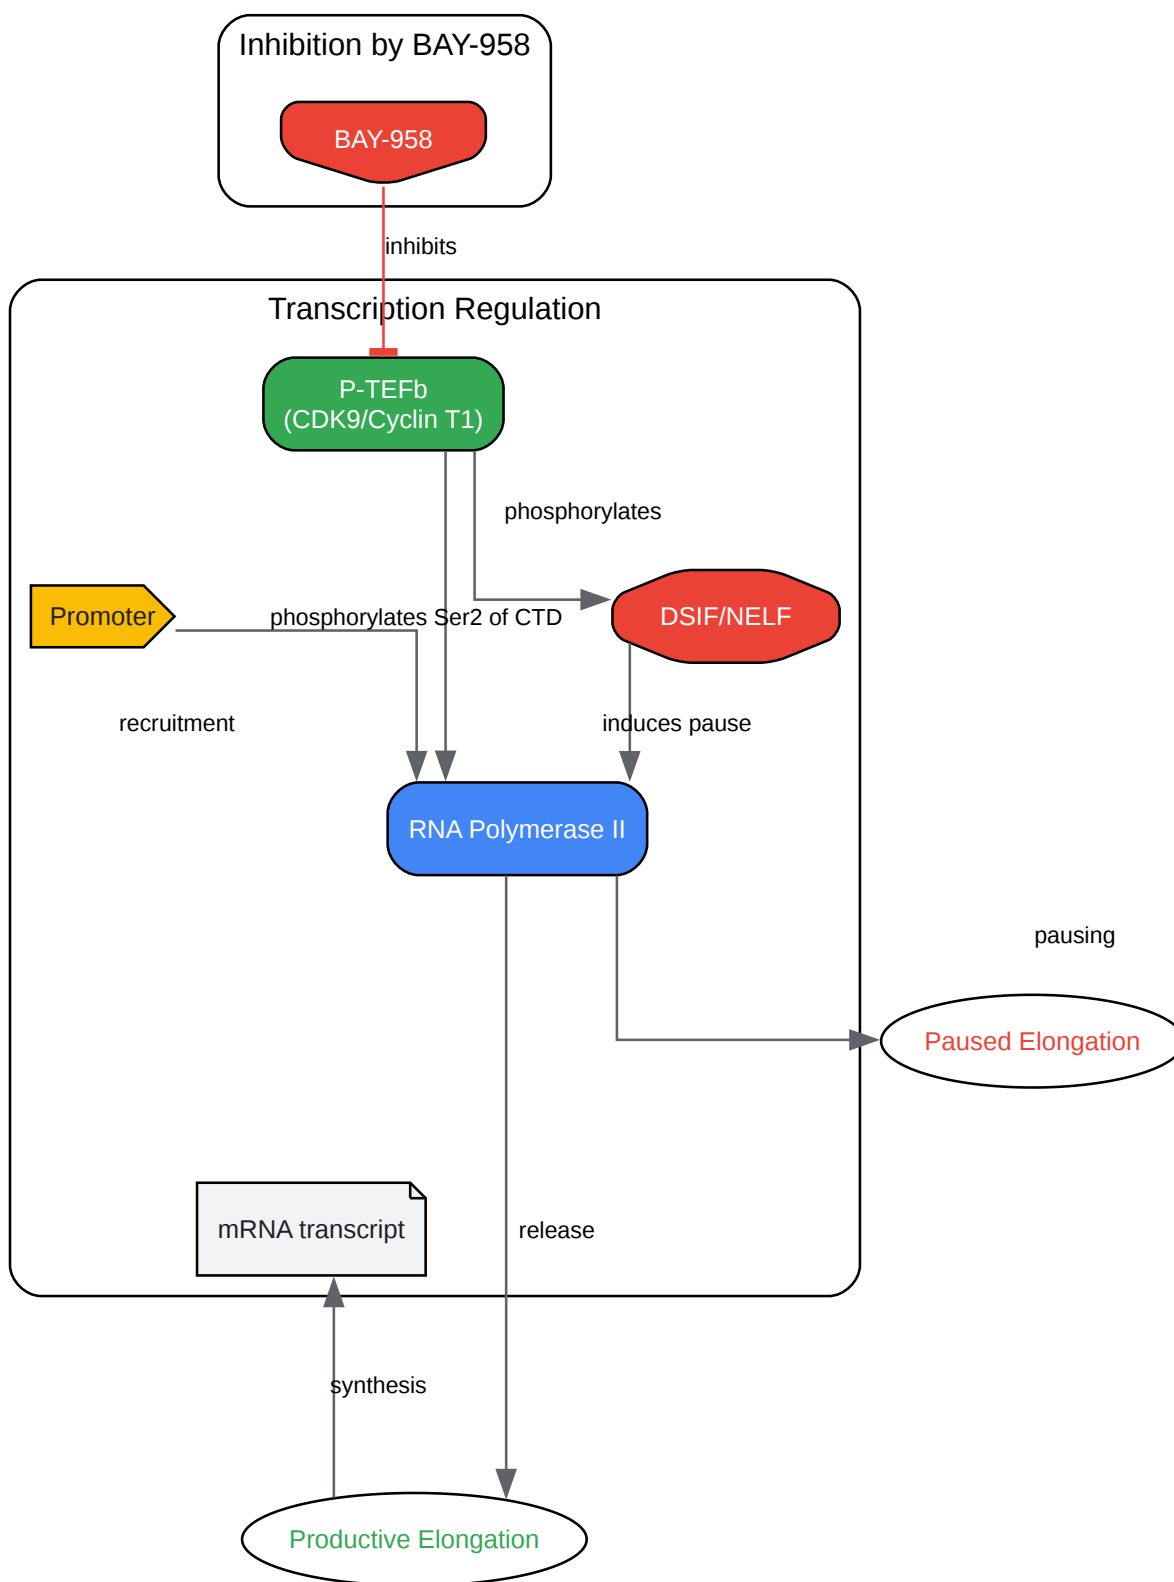 Inhibition by BAY-958
BAY-958
inhibits
Transcription Regulation
P-TEFb
(CDK9/Cyclin T1)
phosphorylates
Promoter
phosphorylates Ser2 of CTD
DSIF/NELF
recruitment
induces pause
RNA Polymerase II
pausing
Paused Elongation
mRNA transcript
release
synthesis
Productive Elongation